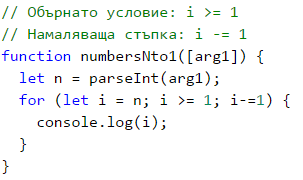 // Обърнато условие: i >= 1
// Намаляваща стъпка: i -= 1
function numbersNto1([arg1]) {
  let n = parseInt(arg1);
  for (let i = n; i >= 1; i-=1) {
    console.log(i);
  }
}